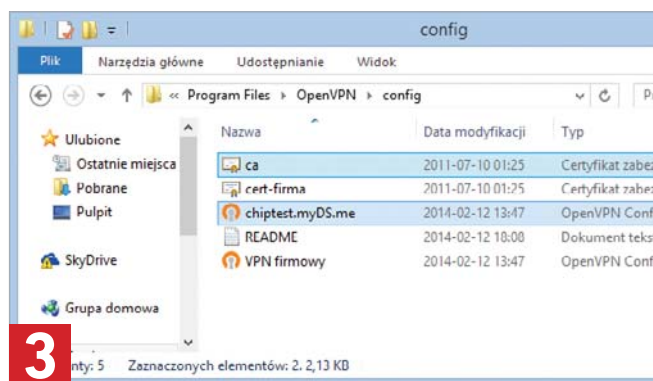 config
Plik Narzędzia główne Udostępnianie Widok
« Program Files ▸ OpenVPN ▸ config
Ulubione
Ostatnie miejsca
Pobrane
Pulpit
SkyDrive
Grupa domowa
Nazwa Data modyfikacji Typ
ca 2011-07-10 01:25 Certyfikat zabez
cert-firma 2011-07-10 01:25 Certyfikat zabez
chiptest.myDS.me 2014-02-12 13:47 OpenVPN Conf
README 2014-02-12 18:08 Dokument teks
VPN firmowy 2014-02-12 13:47 OpenVPN Conf
3
nty: 5 Zaznaczonych elementów: 2. 2,13 KB